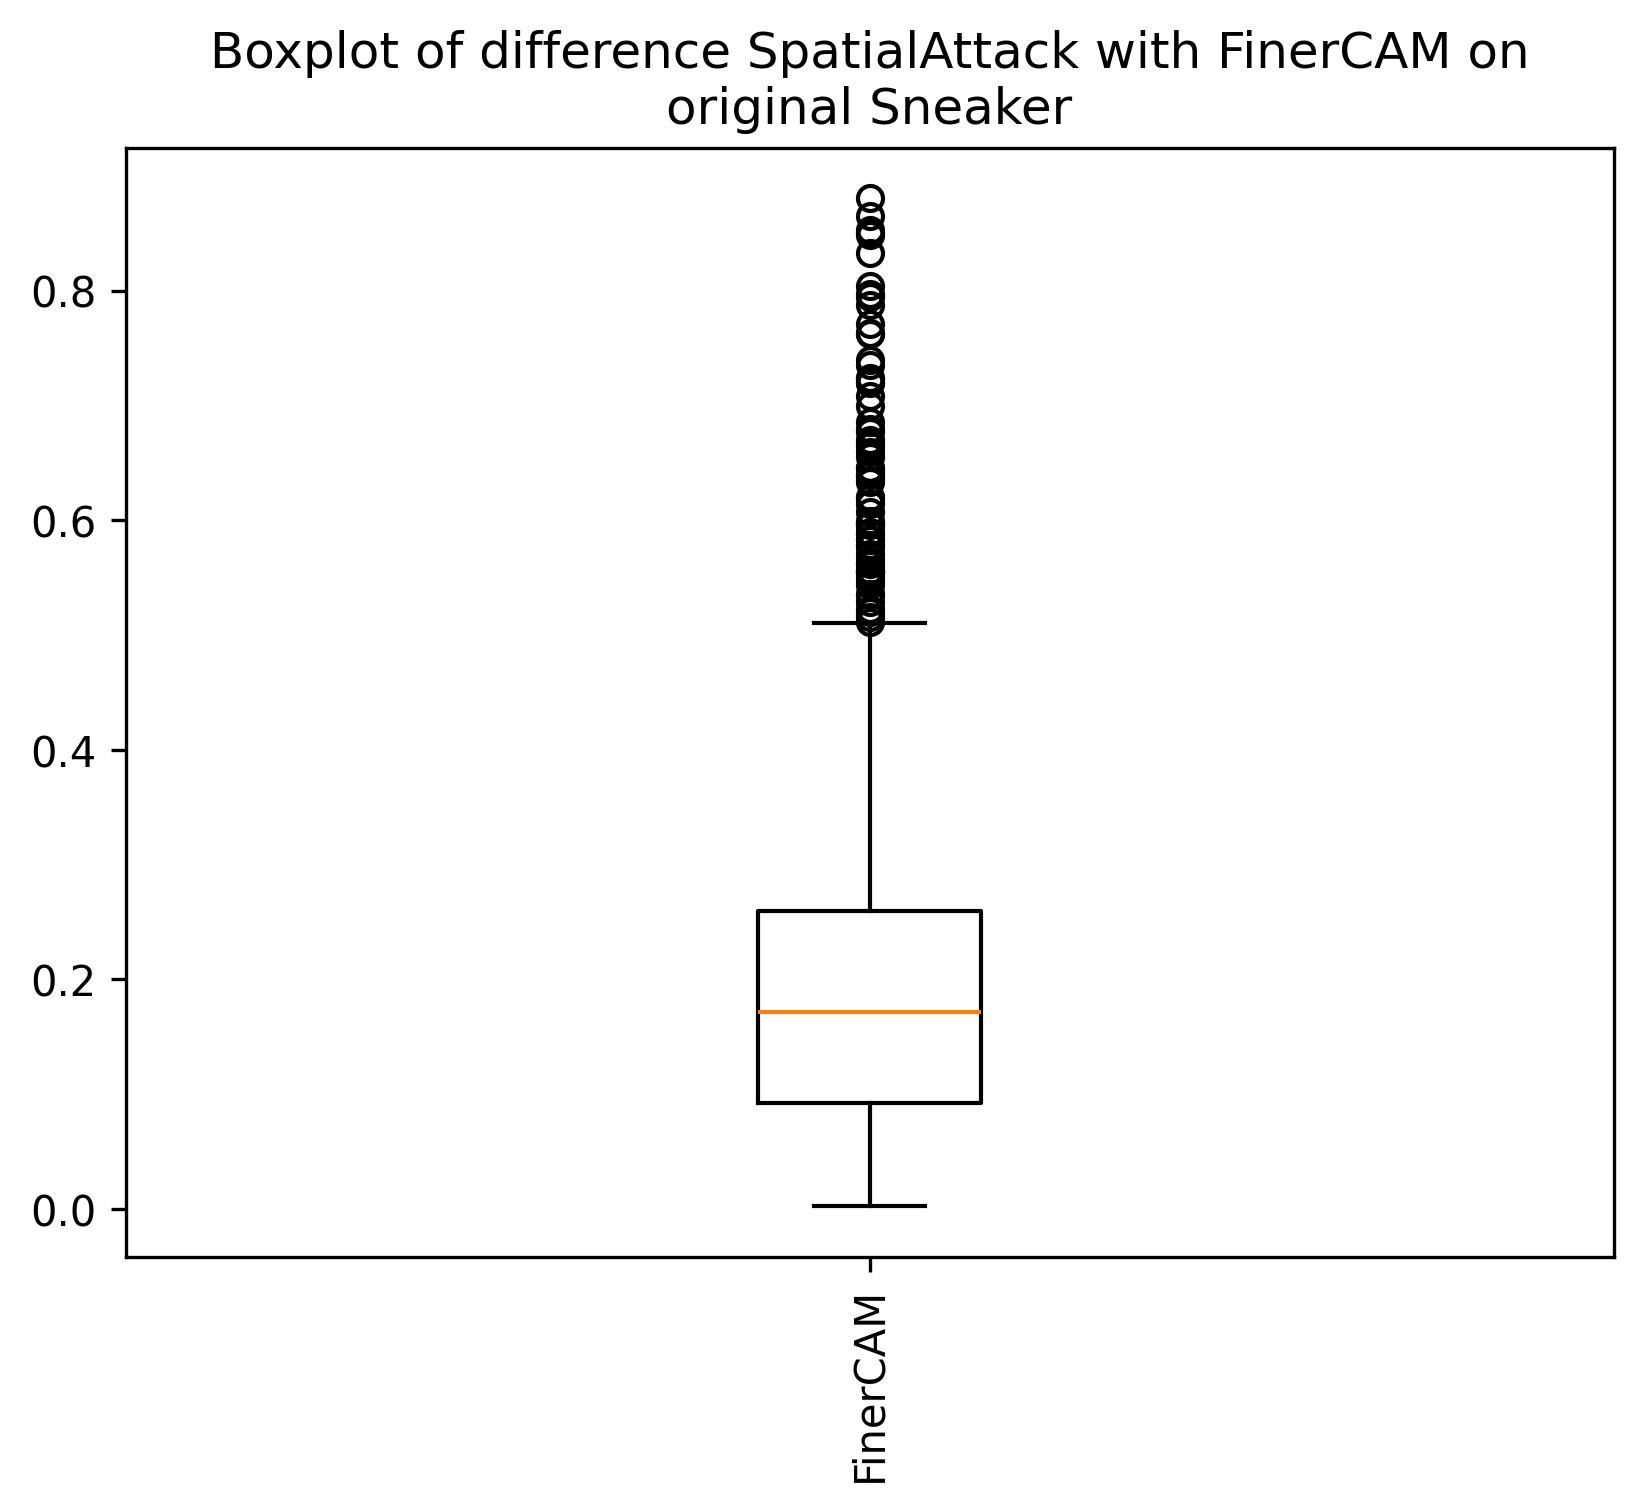 Boxplot of difference SpatialAttack with FinerCAM on
original Sneaker
0.8
0.6
0.4
0.2
0.0
FinerCAM